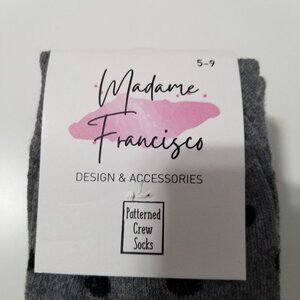 5-9
Madame
Francisco
DESIGN & ACCESSORIES
Patterned
Crew
Socks